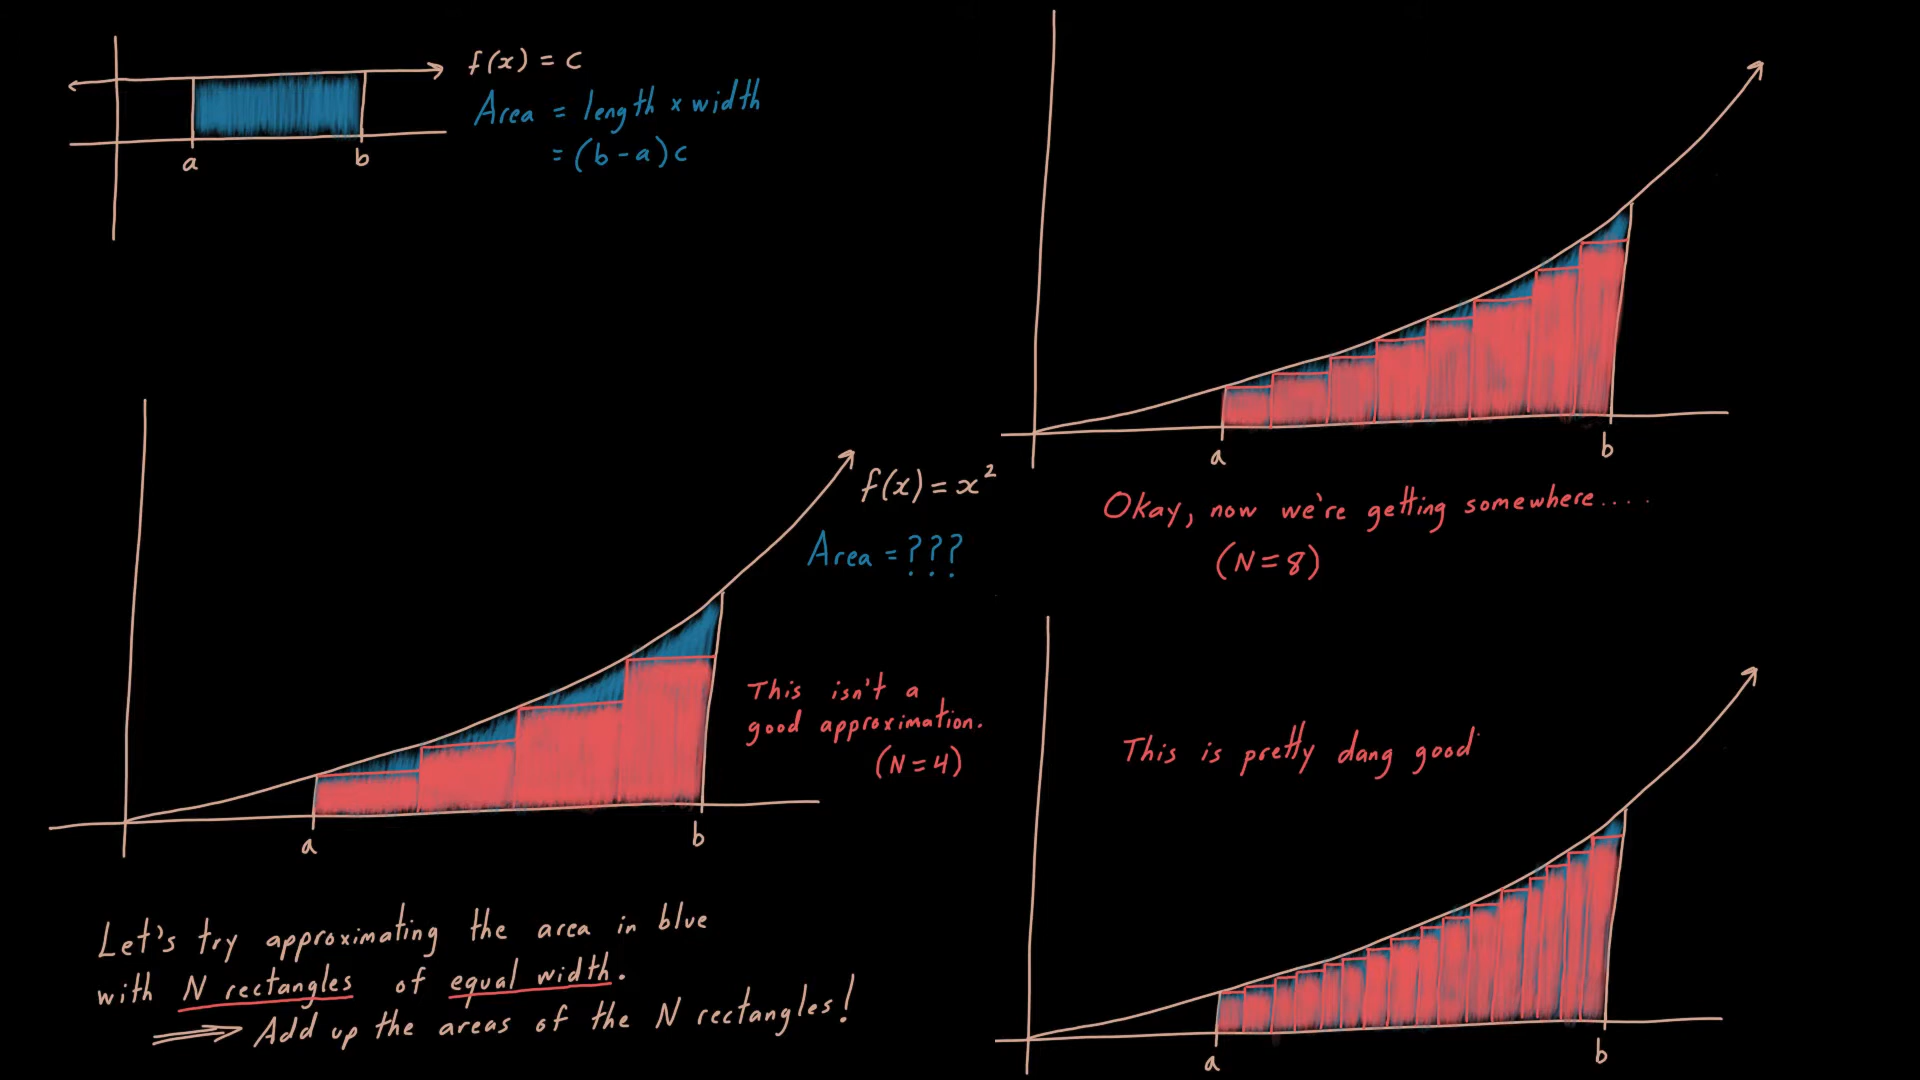 f(x) = c
Area = length × width
= (b - a) c
a
b
f(x) = x²
Area = ???
This isn't a
good approximation.
(N = 4)
a
b
Let's try approximating the area in blue
with N rectangles of equal width.
⟹ Add up the areas of the N rectangles!
a
b
Okay, now we're getting somewhere....
(N = 8)
This is pretty dang good
a
b